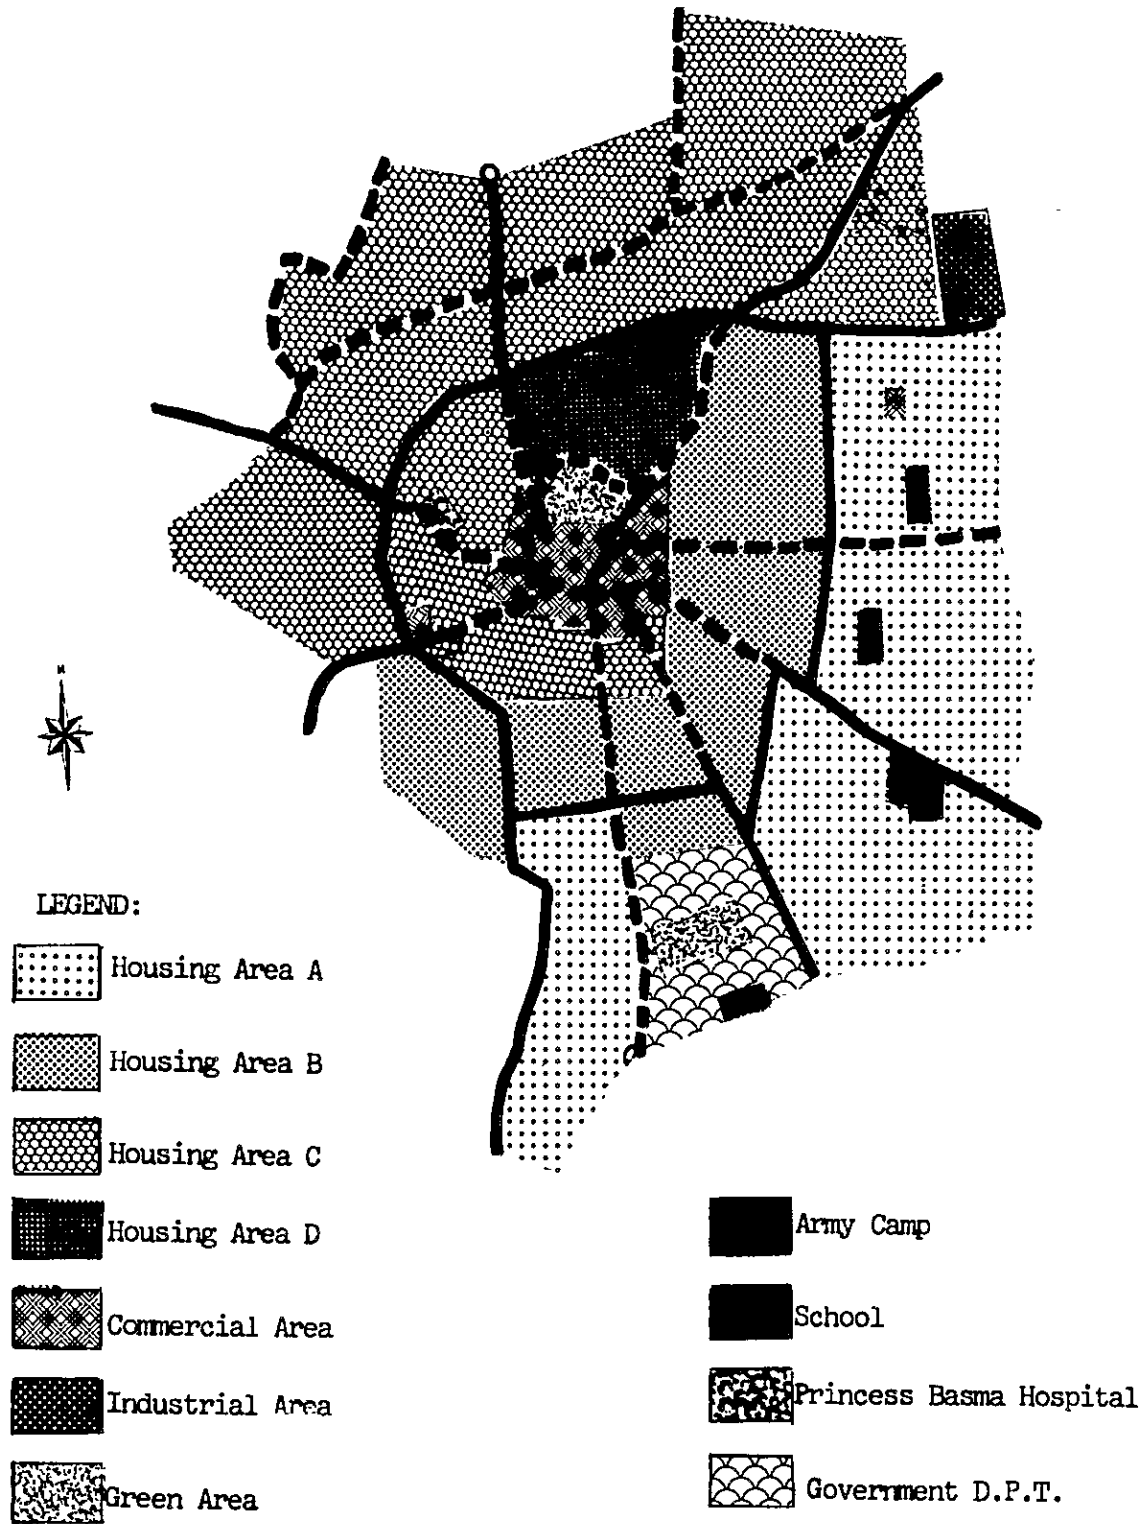 N
LEGEND:
Housing Area A
Housing Area B
Housing Area C
Housing Area D
Commercial Area
Industrial Area
Green Area
Army Camp
School
Princess Basma Hospital
Government D.P.T.